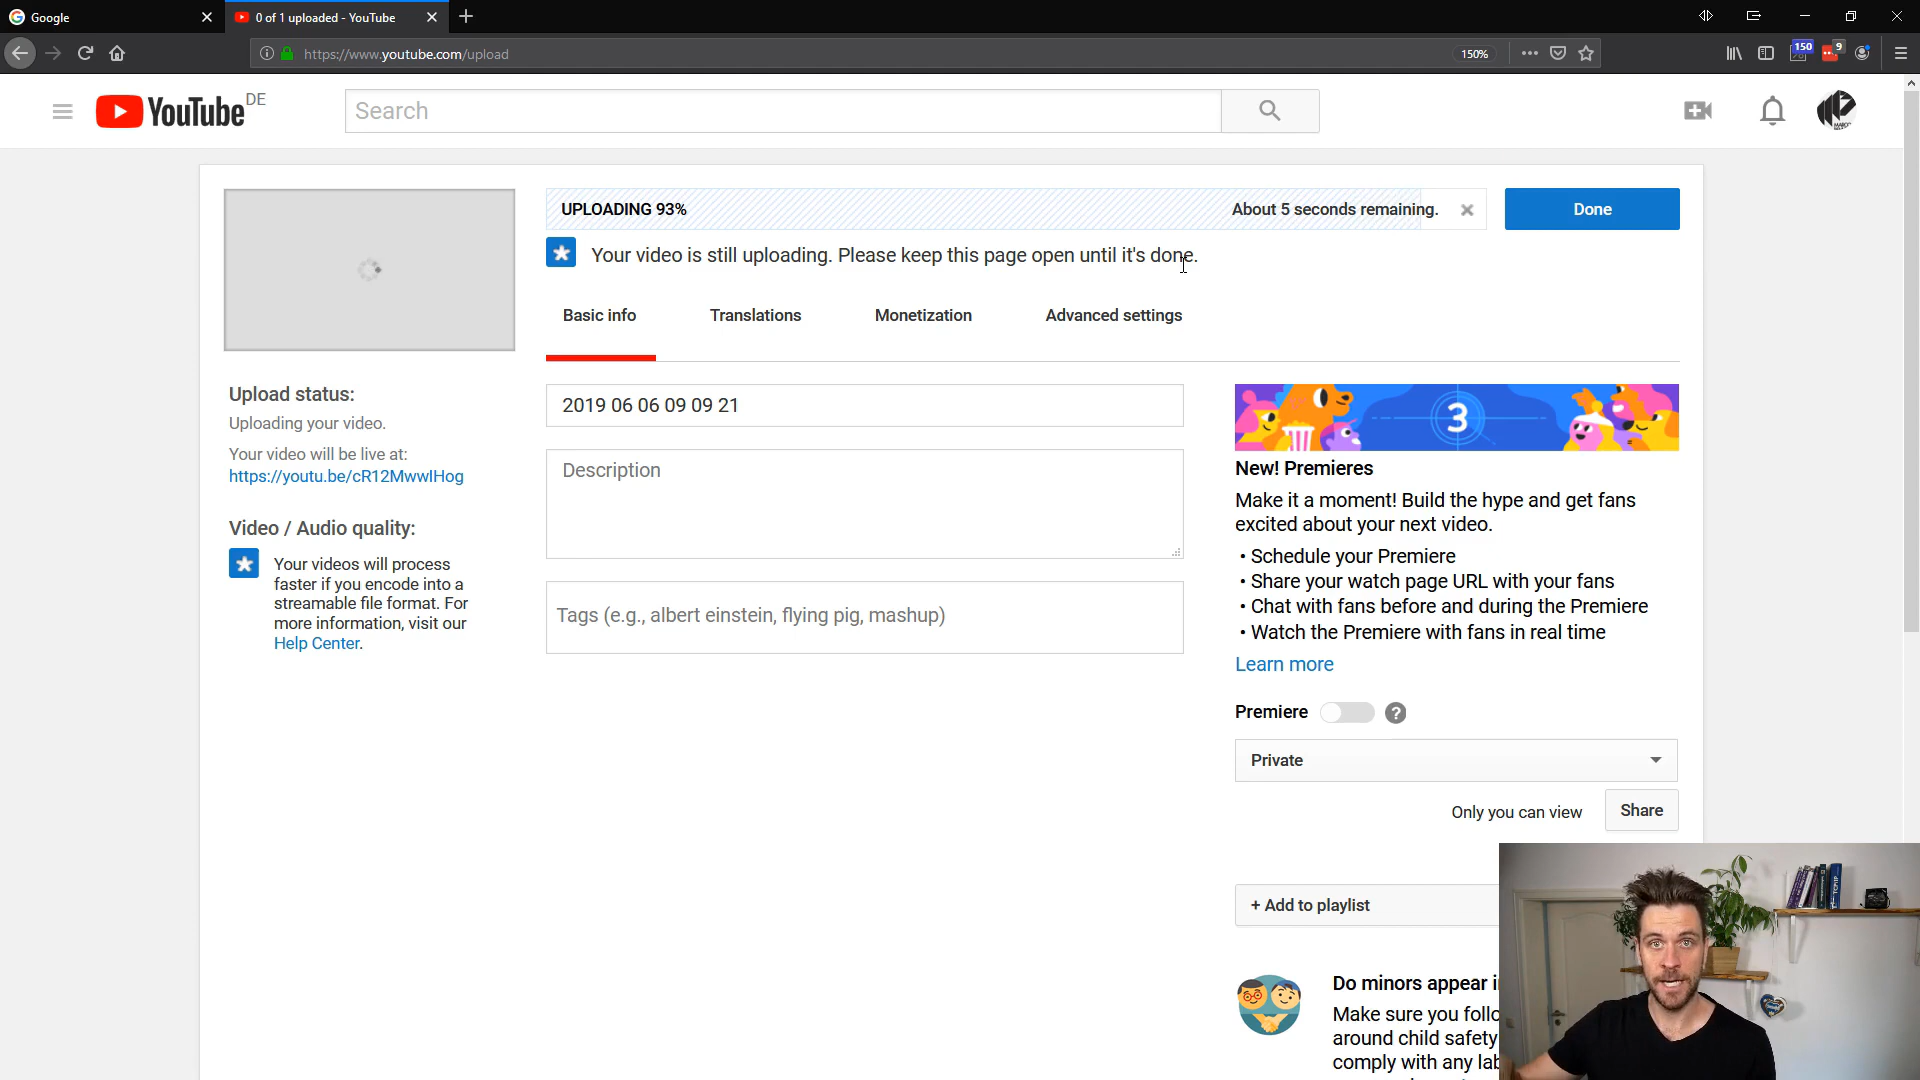 Google
0 of 1 uploaded - YouTube
https://www.youtube.com/upload
150%
150
9
YouTube DE
Search
UPLOADING 93%
About 5 seconds remaining.
Done
Your video is still uploading. Please keep this page open until it's done.
Basic info
Translations
Monetization
Advanced settings
Upload status:
Uploading your video.
Your video will be live at:
https://youtu.be/cR12MwwIHog
Video / Audio quality:
Your videos will process
faster if you encode into a
streamable file format. For
more information, visit our
Help Center.
2019 06 06 09 09 21
Description
Tags (e.g., albert einstein, flying pig, mashup)
3
New! Premieres
Make it a moment! Build the hype and get fans
excited about your next video.
• Schedule your Premiere
• Share your watch page URL with your fans
• Chat with fans before and during the Premiere
• Watch the Premiere with fans in real time
Learn more
Premiere
?
Private
Only you can view
Share
+ Add to playlist
Do minors appear i
Make sure you follo
around child safety
comply with any lab